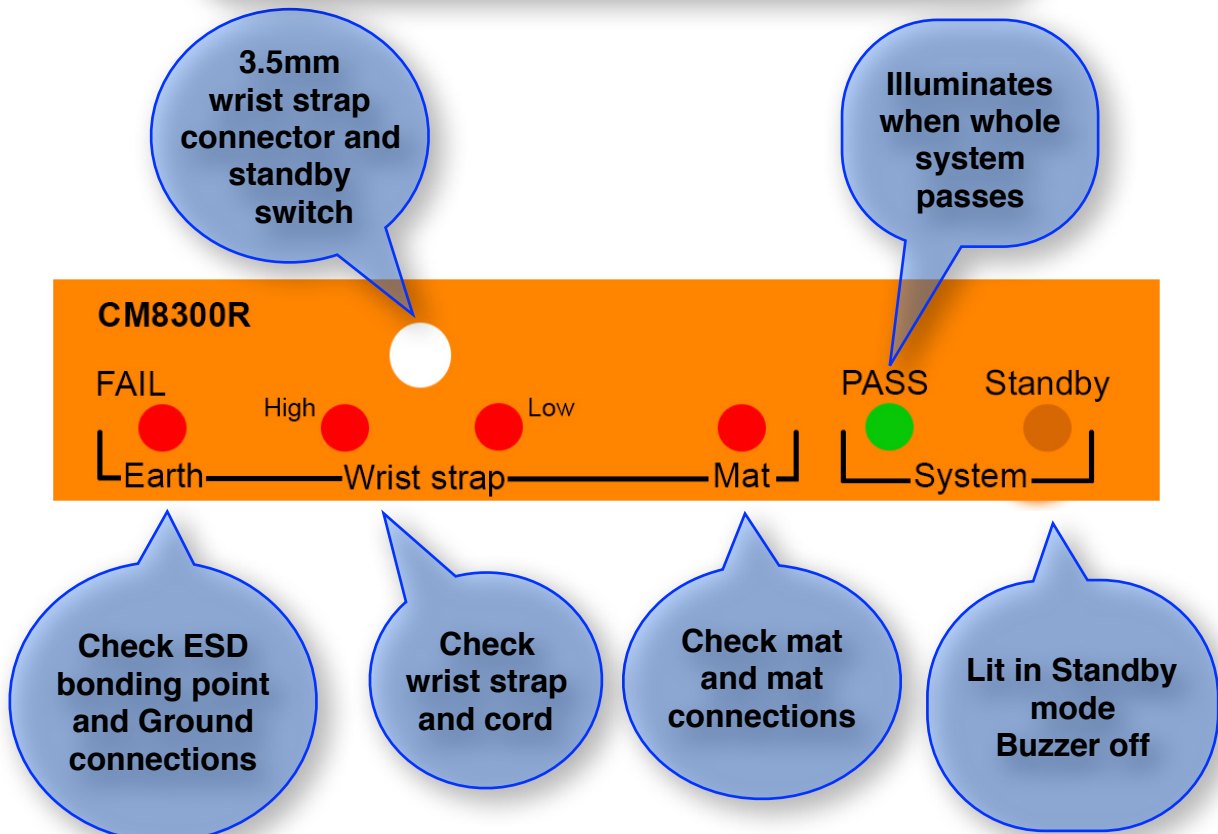 3.5mm
wrist strap
connector and
standby
switch
Illuminates
when whole
system
passes
CM8300R
FAIL
High
Low
PASS
Standby
Earth
Wrist strap
Mat
System
Check ESD
bonding point
and Ground
connections
Check
wrist strap
and cord
Check mat
and mat
connections
Lit in Standby
mode
Buzzer off